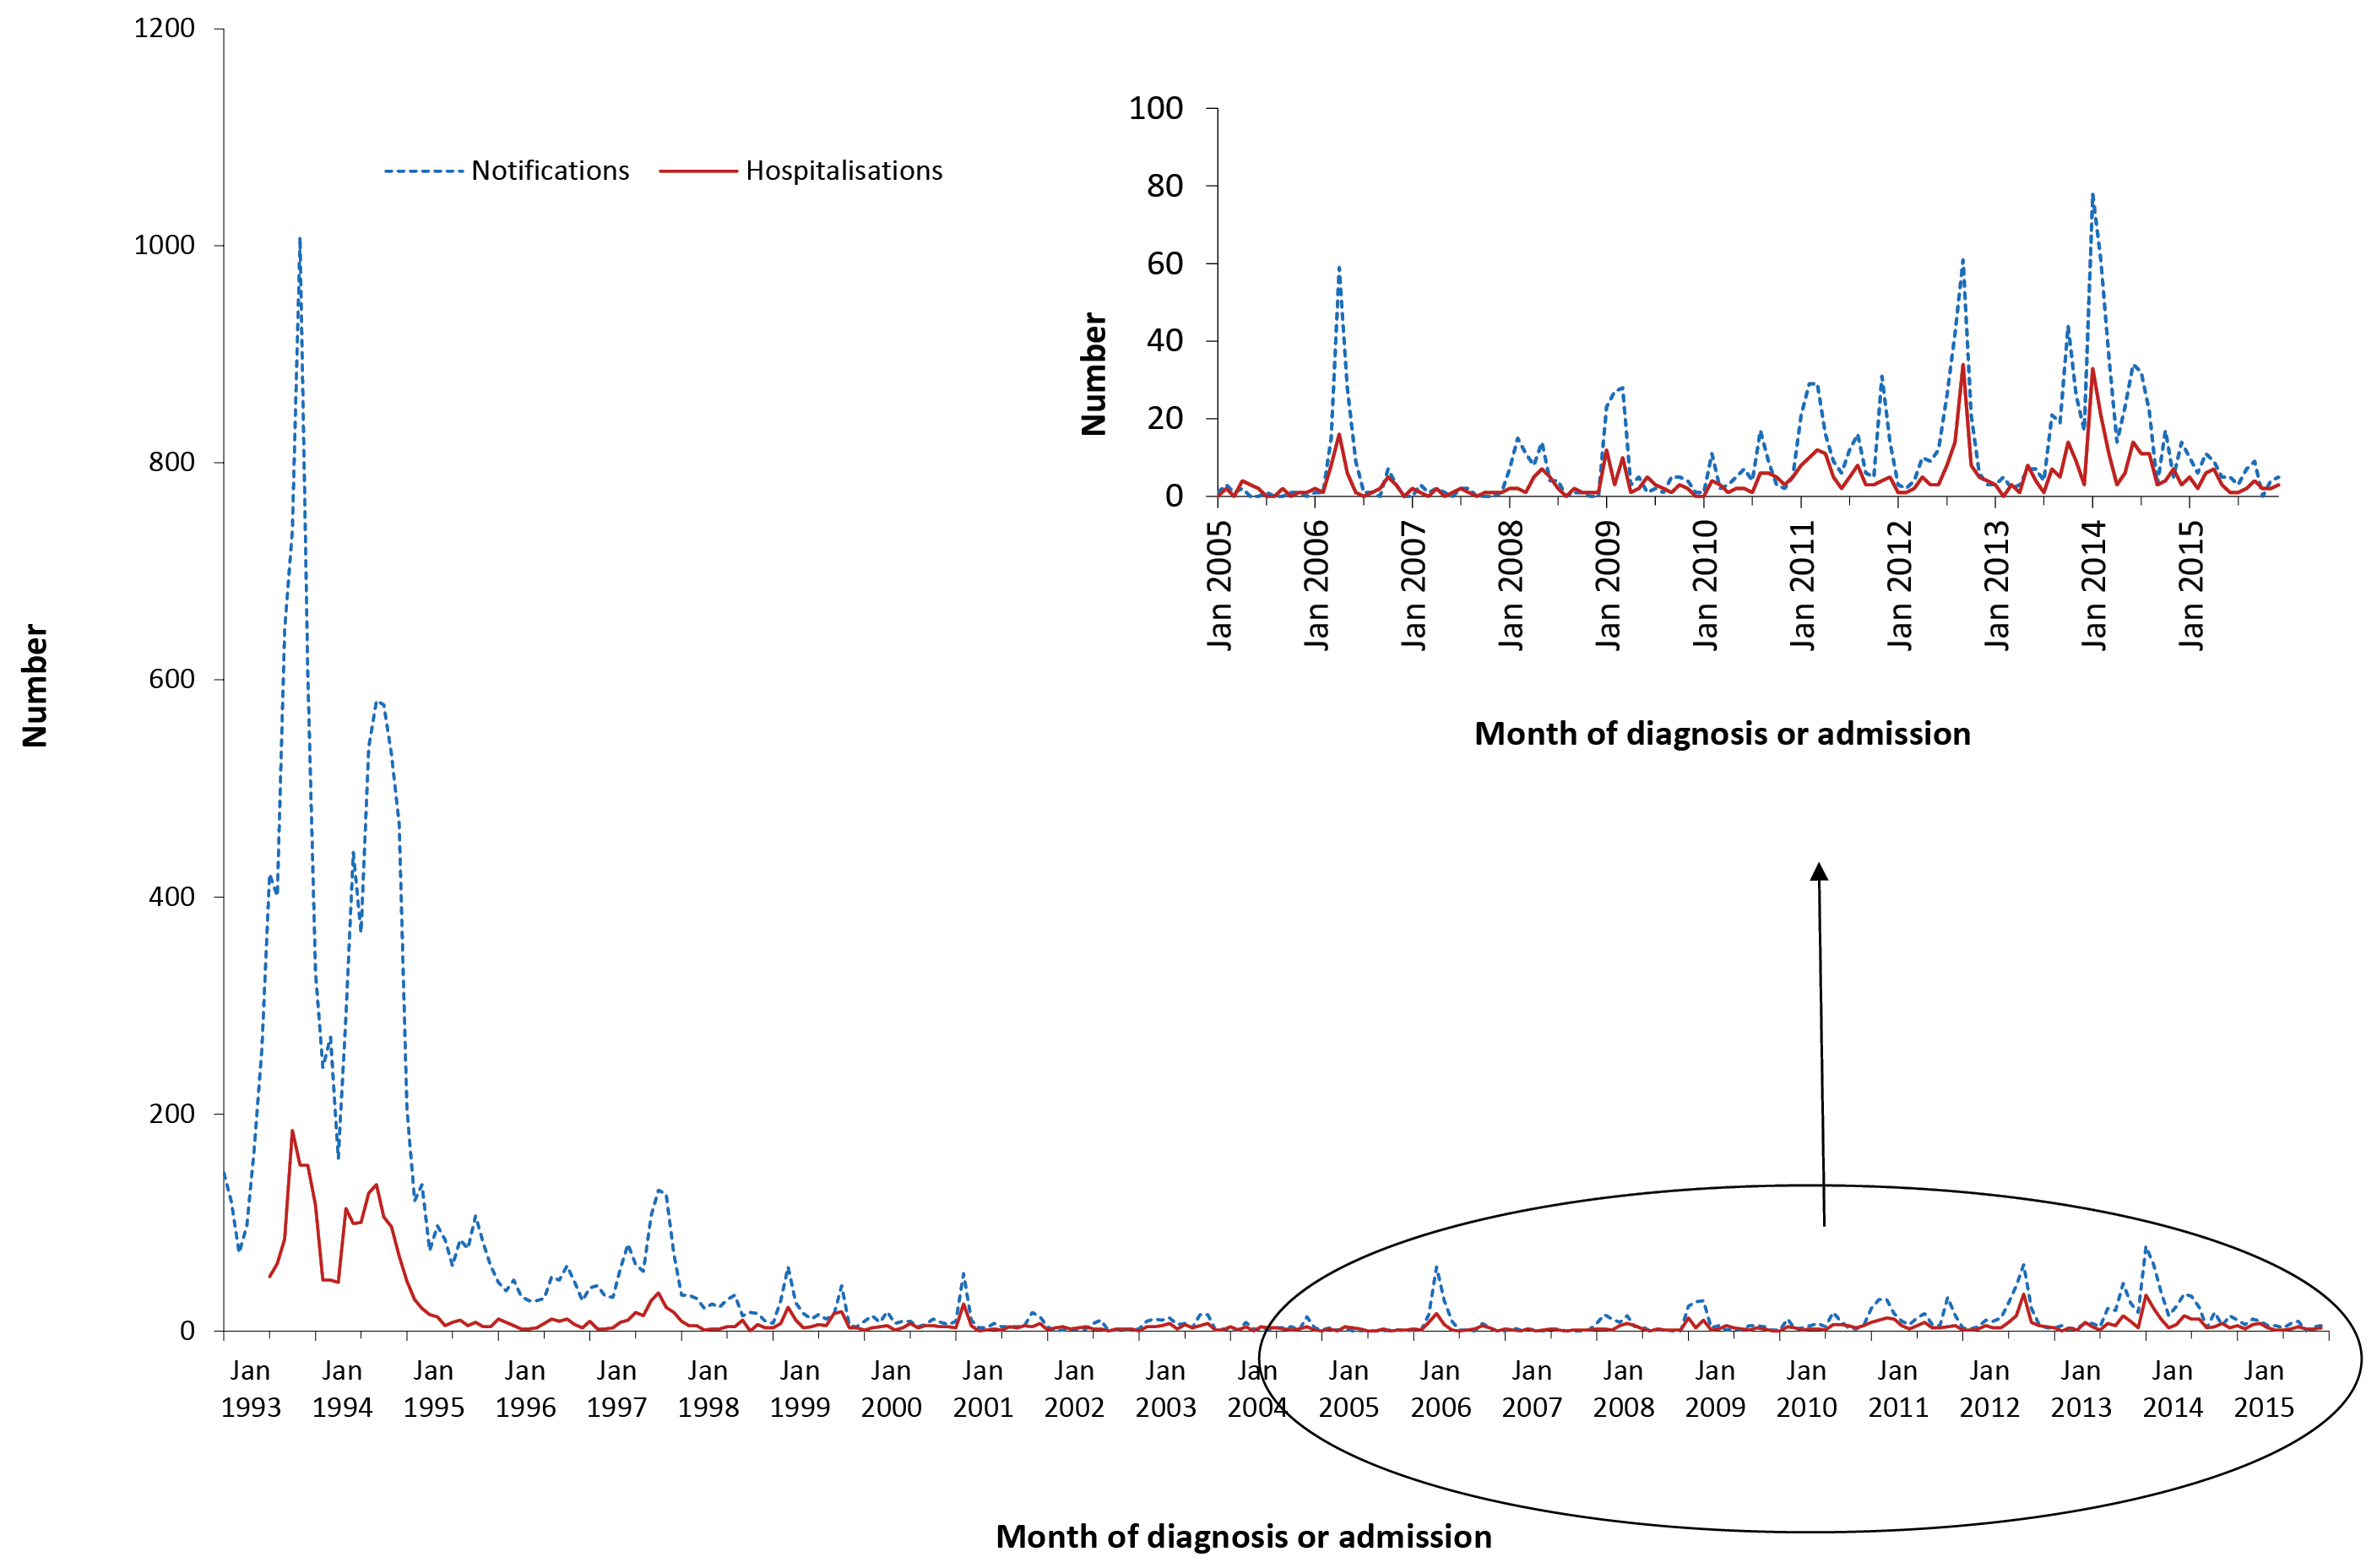 1200
1000
800
600
400
200
0
Number
Notifications
Hospitalisations
100
80
60
40
20
0
Number
Jan 2005
Jan 2006
Jan 2007
Jan 2008
Jan 2009
Jan 2010
Jan 2011
Jan 2012
Jan 2013
Jan 2014
Jan 2015
Month of diagnosis or admission
Jan Jan Jan Jan Jan Jan Jan Jan Jan Jan Jan Jan Jan Jan Jan Jan Jan Jan Jan Jan Jan Jan Jan
1993 1994 1995 1996 1997 1998 1999 2000 2001 2002 2003 2004 2005 2006 2007 2008 2009 2010 2011 2012 2013 2014 2015
Month of diagnosis or admission